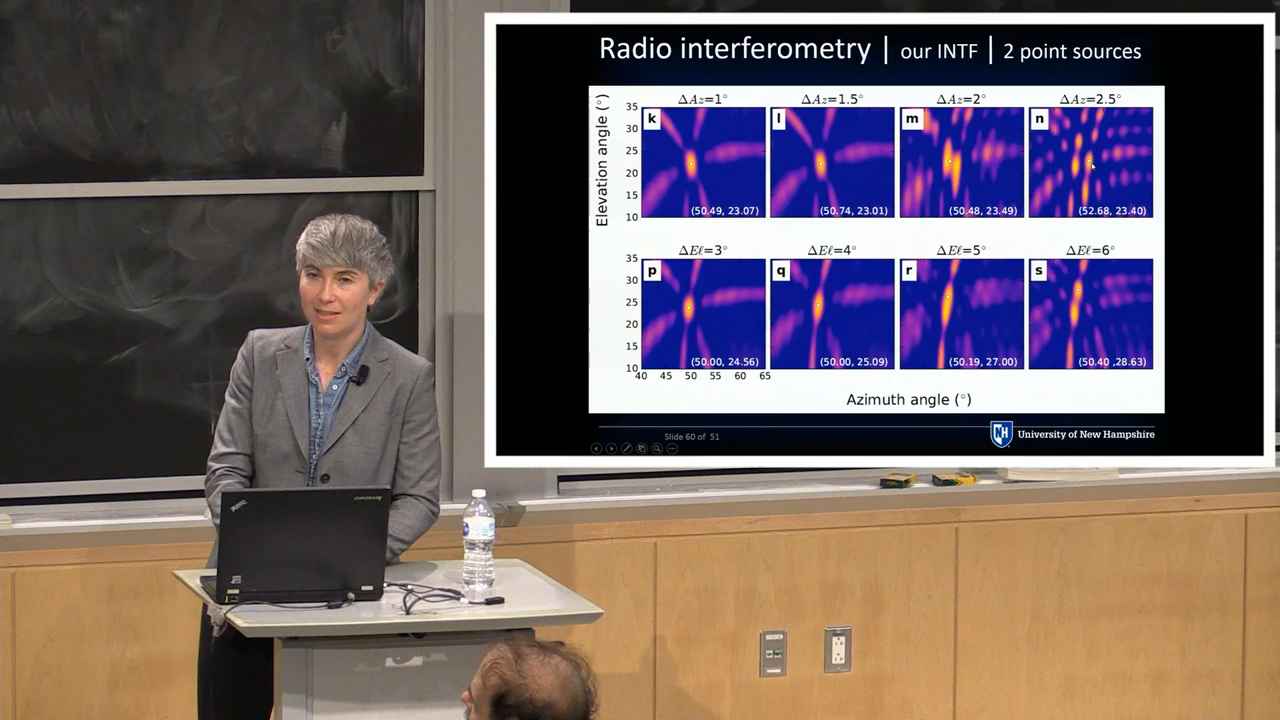 Radio interferometry | our INTF | 2 point sources
ΔAz=1° ΔAz=1.5° ΔAz=2° ΔAz=2.5°
Elevation angle (°)
35
30
25
20
15
10
k l m n
(50.49, 23.07) (50.74, 23.01) (50.48, 23.49) (52.68, 23.40)
ΔEℓ=3° ΔEℓ=4° ΔEℓ=5° ΔEℓ=6°
35
30
25
20
15
10
p q r s
(50.00, 24.56) (50.00, 25.09) (50.19, 27.00) (50.40, 28.63)
40 45 50 55 60 65
Azimuth angle (°)
Slide 60 of 51
NH University of New Hampshire
ThinkPad
lenovo